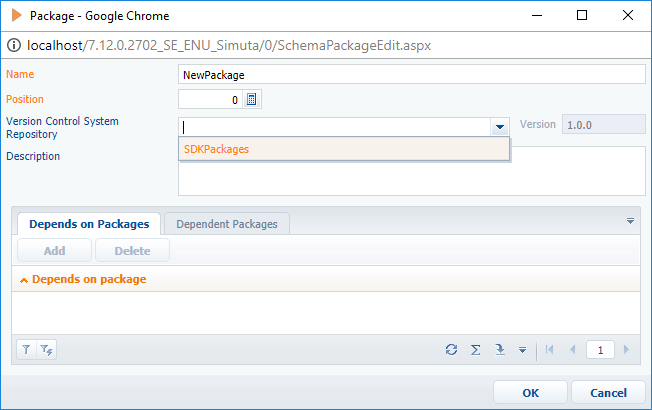 Package - Google Chrome
localhost/7.12.0.2702_SE_ENU_Simuta/0/SchemaPackageEdit.aspx
Name NewPackage
Position 0
Version Control System
Repository
Version 1.0.0
SDKPackages
Description
Depends on Packages Dependent Packages
Add Delete
Depends on package
1
OK Cancel